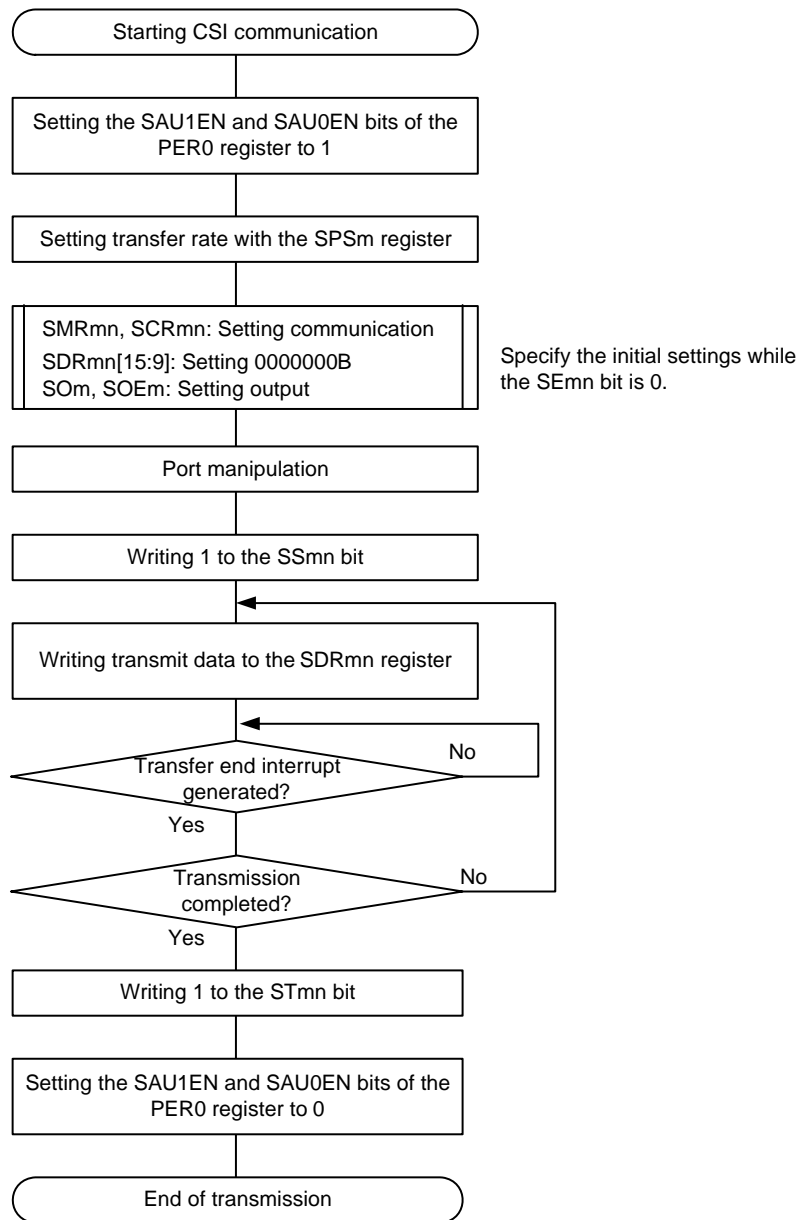 Starting CSI communication
Setting the SAU1EN and SAU0EN bits of the
PER0 register to 1
Setting transfer rate with the SPSm register
SMRmn, SCRmn: Setting communication
SDRmn[15:9]: Setting 0000000B
SOm, SOEm: Setting output
Specify the initial settings while
the SEmn bit is 0.
Port manipulation
Writing 1 to the SSmn bit
Writing transmit data to the SDRmn register
No
Transfer end interrupt
generated?
Yes
No
Transmission
completed?
Yes
Writing 1 to the STmn bit
Setting the SAU1EN and SAU0EN bits of the
PER0 register to 0
End of transmission